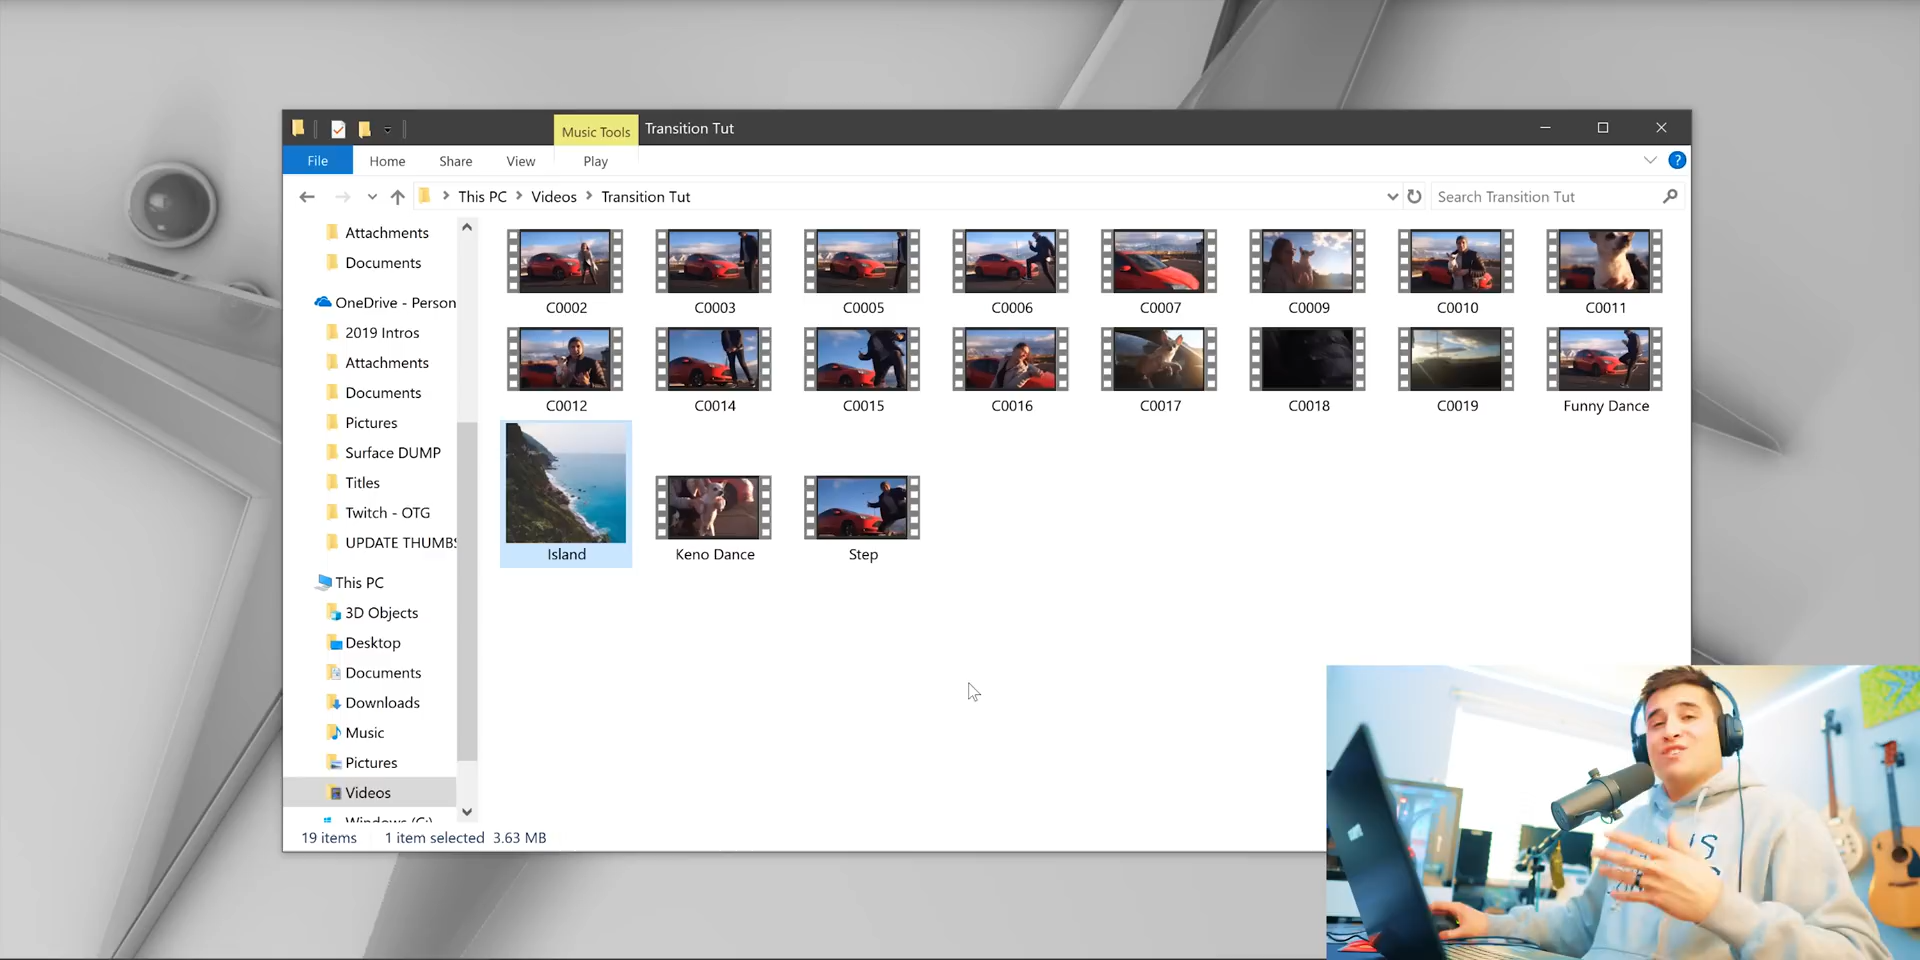 Music Tools
Transition Tut
File
Home
Share
View
Play
?
This PC
Videos
Transition Tut
Search Transition Tut
Attachments
Documents
OneDrive - Person
2019 Intros
Attachments
Documents
Pictures
Surface DUMP
Titles
Twitch - OTG
UPDATE THUMBS
This PC
3D Objects
Desktop
Documents
Downloads
Music
Pictures
Videos
Windows (C:)
C0002
C0003
C0005
C0006
C0007
C0009
C0010
C0011
C0012
C0014
C0015
C0016
C0017
C0018
C0019
Funny Dance
Island
Keno Dance
Step
19 items
1 item selected 3.63 MB